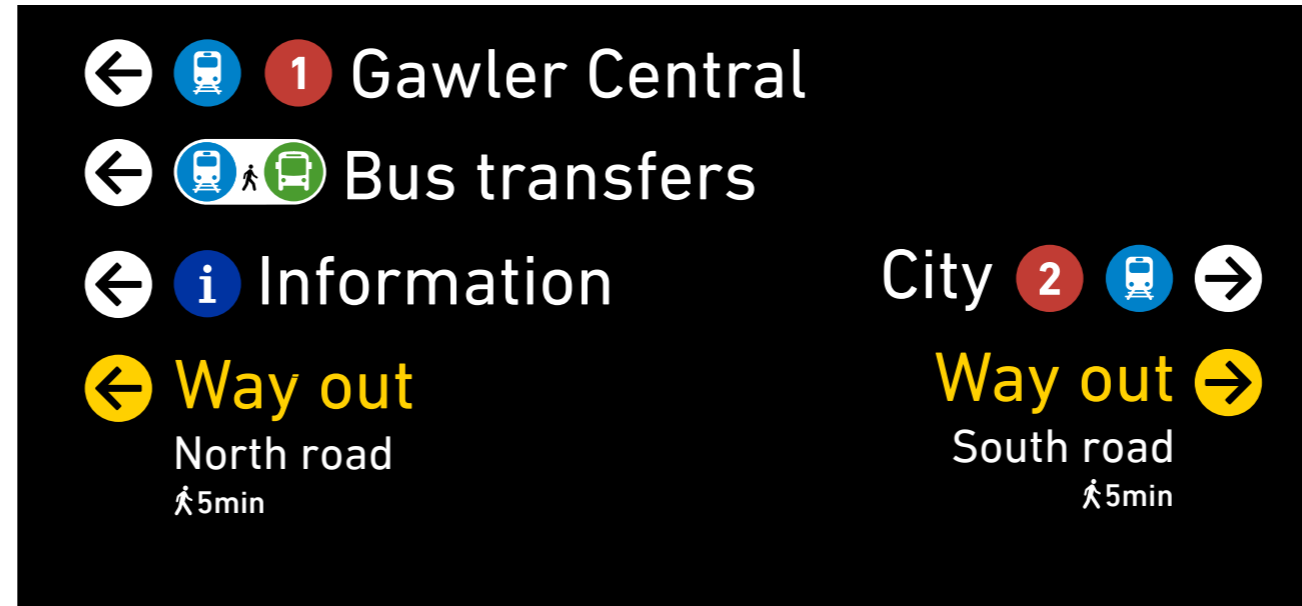 1 Gawler Central
Bus transfers
i Information
City 2
Way out
North road
5min
Way out
South road
5min